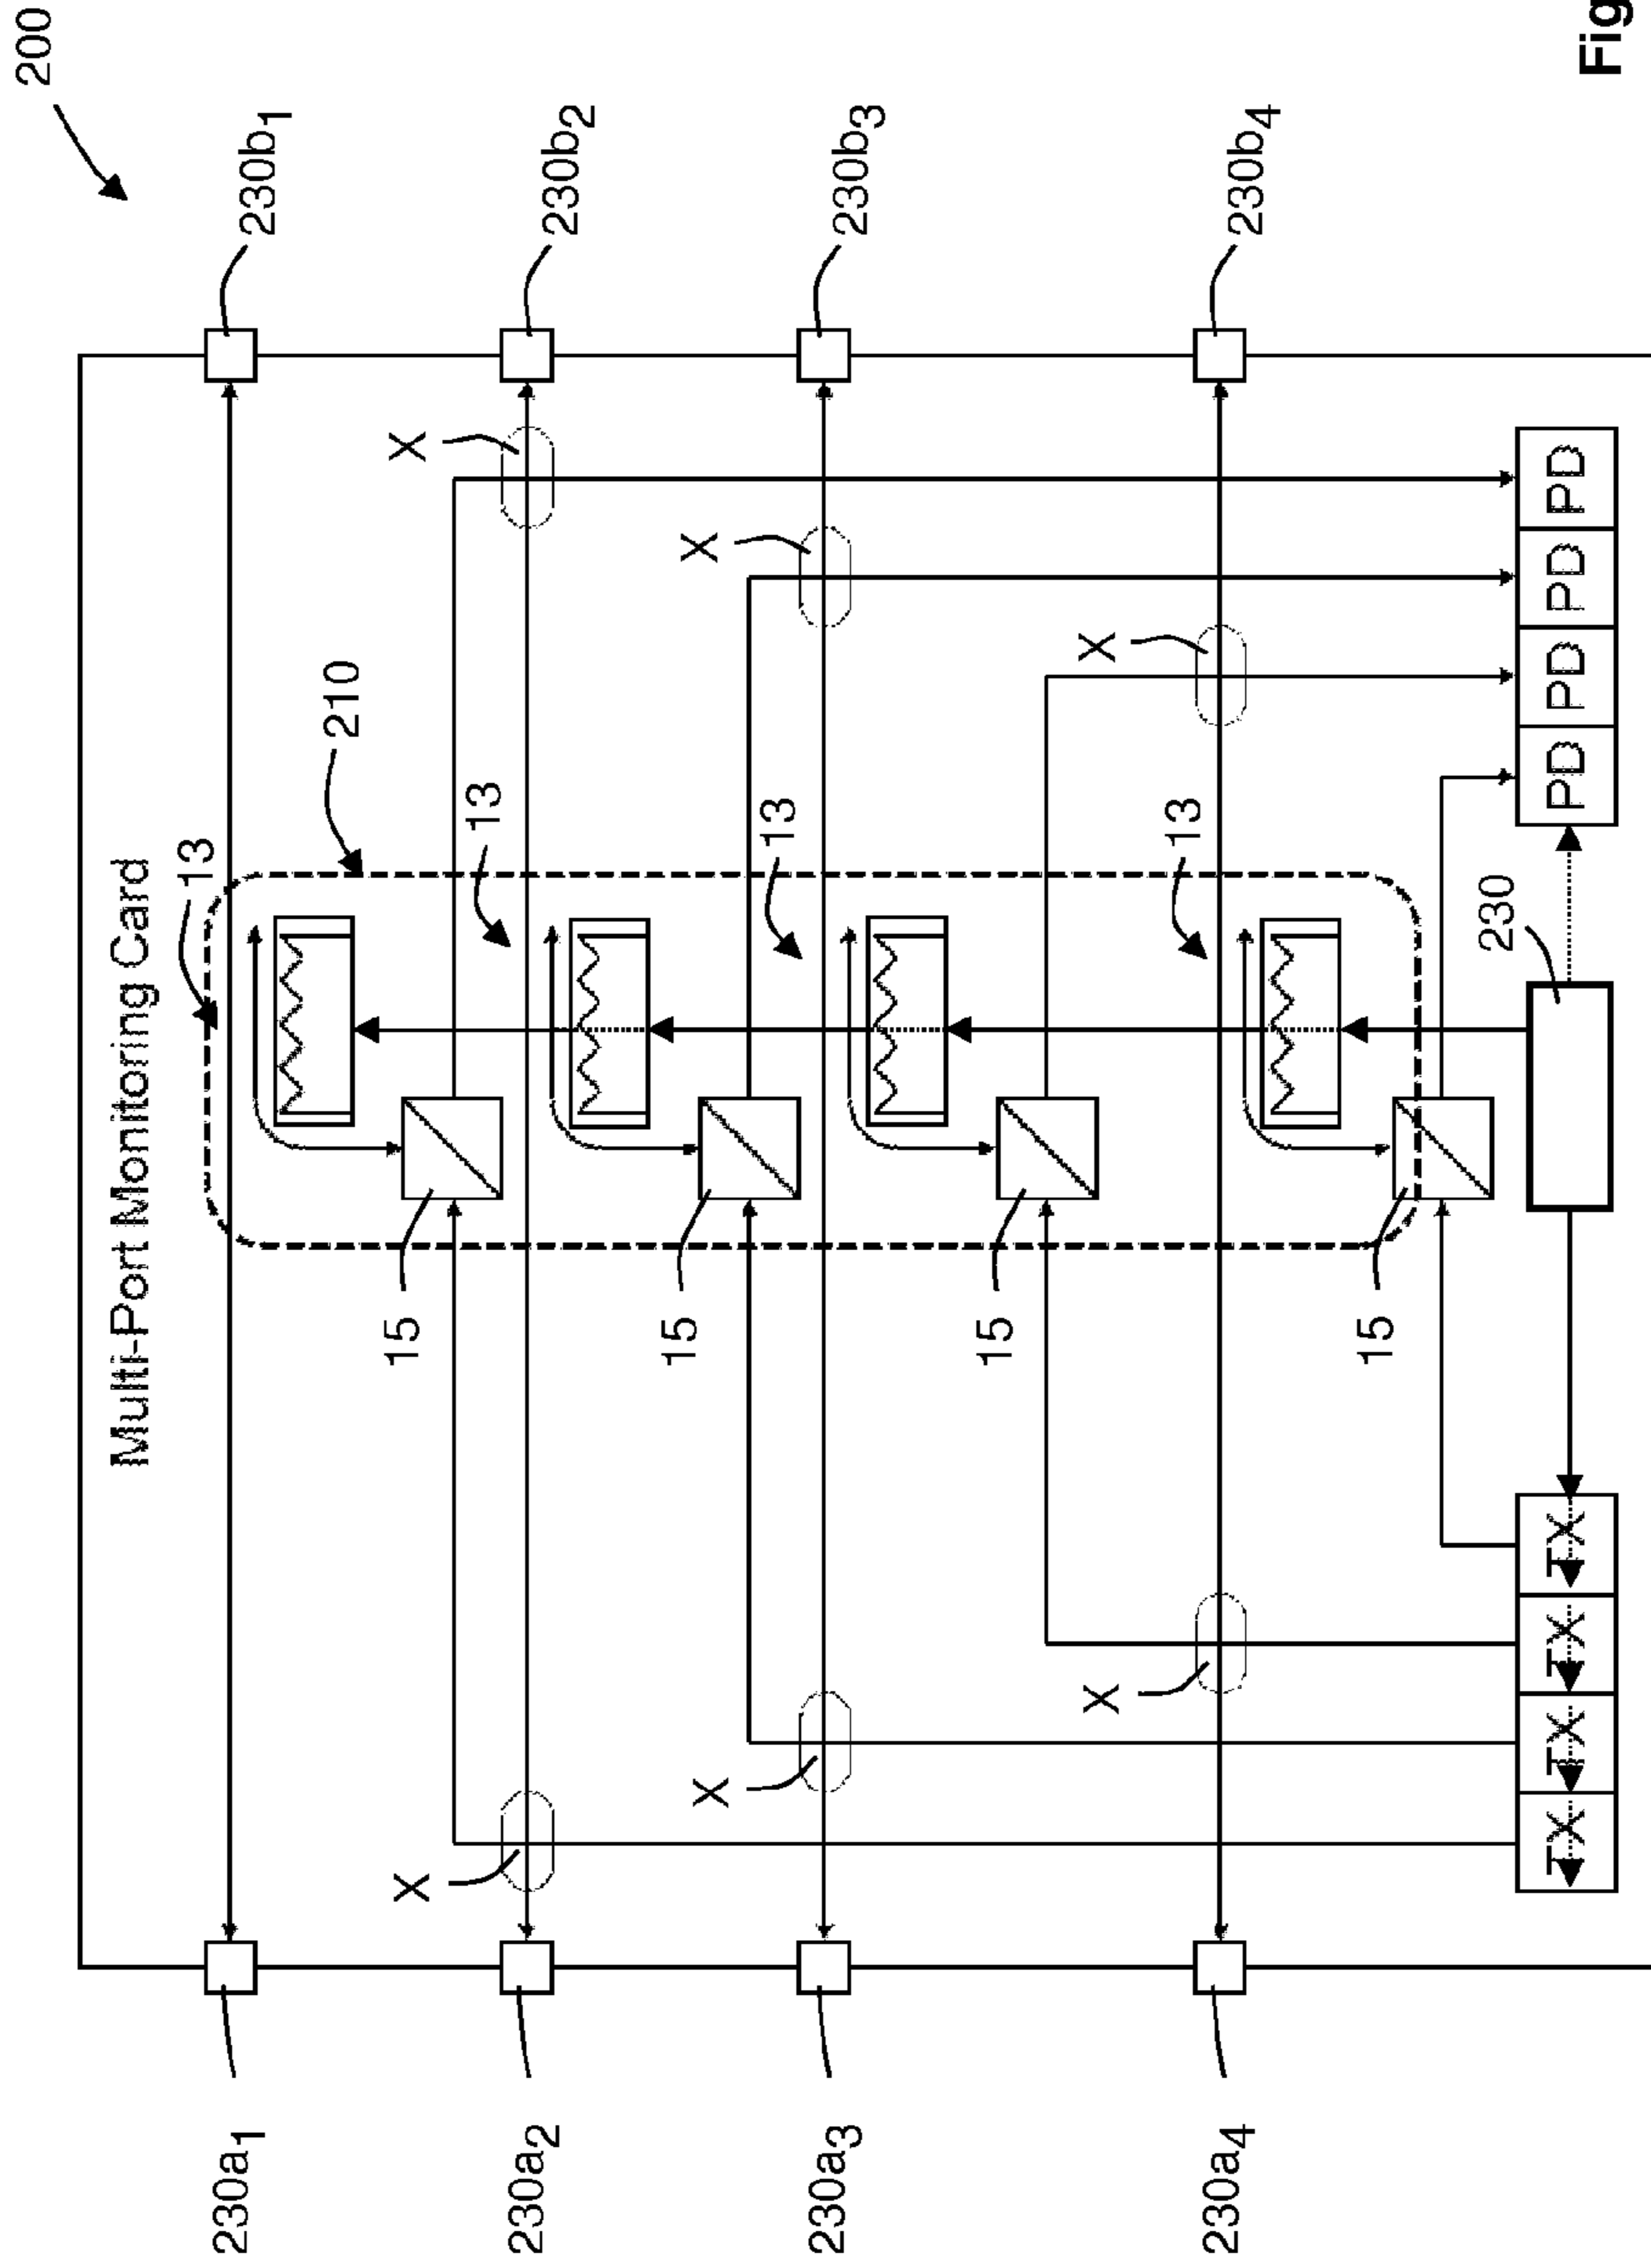 200
Multi-Port Monitoring Card
230a1
230b1
230a2
230b2
230a3
230b3
230a4
230b4
210
13
13
13
13
15
15
15
15
X
X
X
X
X
X
230
TX
TX
TX
TX
PD
PD
PD
PD
Fig